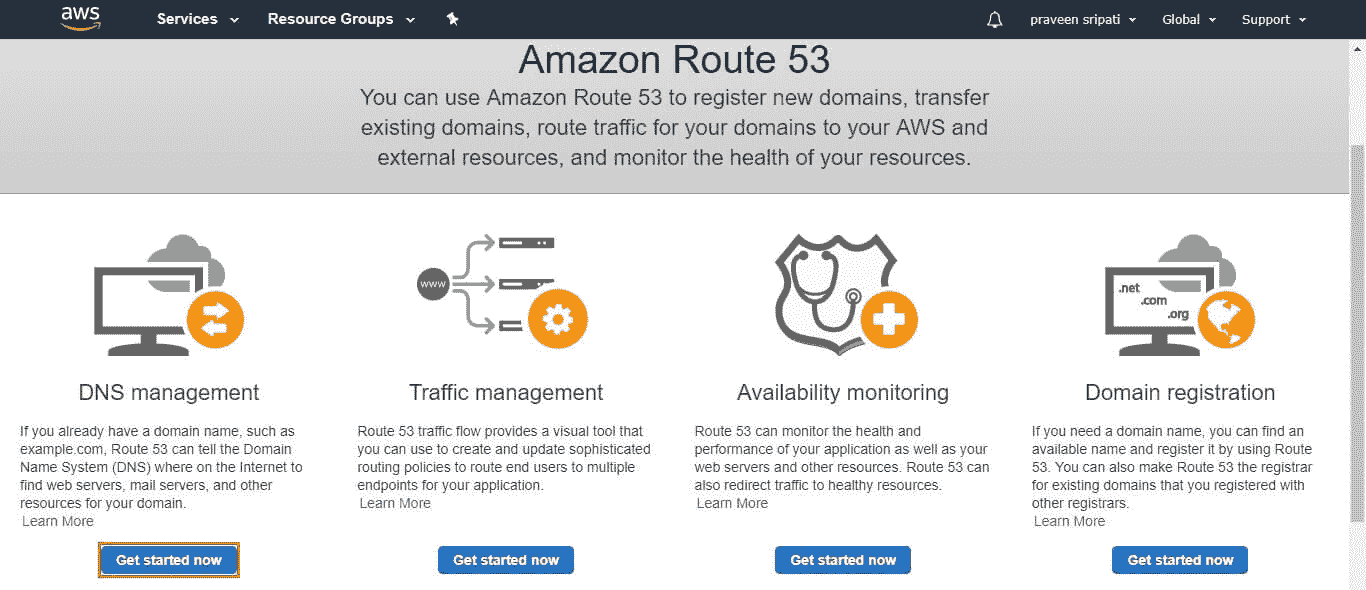 aws Services Resource Groups praveen sripati Global Support
Amazon Route 53
You can use Amazon Route 53 to register new domains, transfer
existing domains, route traffic for your domains to your AWS and
external resources, and monitor the health of your resources.
www
.net
.com
.org
DNS management
If you already have a domain name, such as
example.com, Route 53 can tell the Domain
Name System (DNS) where on the Internet to
find web servers, mail servers, and other
resources for your domain.
Learn More
Get started now
Traffic management
Route 53 traffic flow provides a visual tool that
you can use to create and update sophisticated
routing policies to route end users to multiple
endpoints for your application.
Learn More
Get started now
Availability monitoring
Route 53 can monitor the health and
performance of your application as well as your
web servers and other resources. Route 53 can
also redirect traffic to healthy resources.
Learn More
Get started now
Domain registration
If you need a domain name, you can find an
available name and register it by using Route
53. You can also make Route 53 the registrar
for existing domains that you registered with
other registrars.
Learn More
Get started now